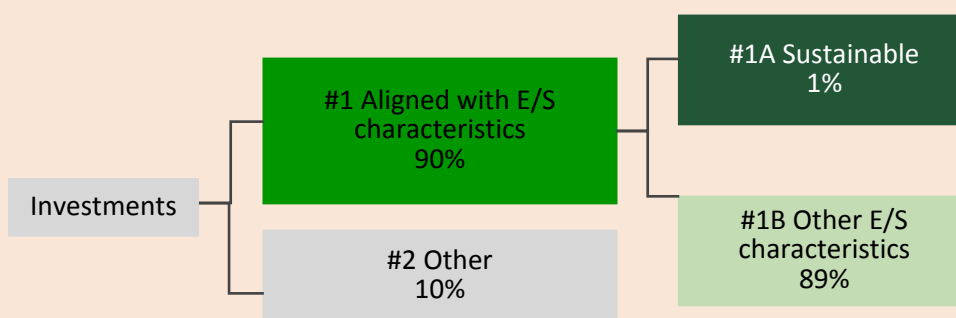 Investments
#1 Aligned with E/S
characteristics
90%
#2 Other
10%
#1A Sustainable
1%
#1B Other E/S
characteristics
89%